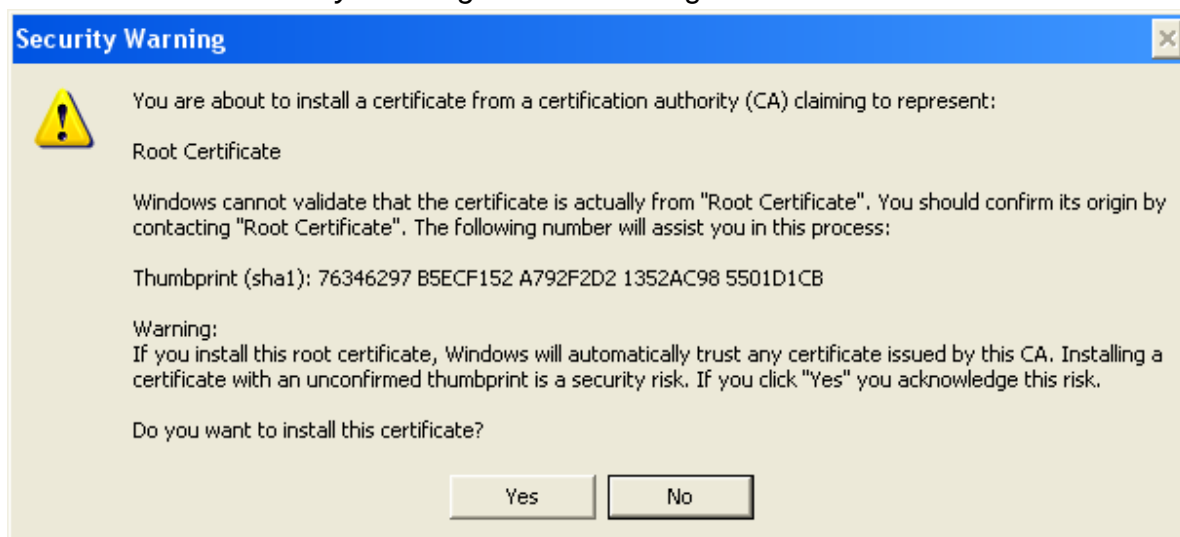 Security Warning
You are about to install a certificate from a certification authority (CA) claiming to represent:
Root Certificate
Windows cannot validate that the certificate is actually from "Root Certificate". You should confirm its origin by
contacting "Root Certificate". The following number will assist you in this process:
Thumbprint (sha1): 76346297 B5ECF152 A792F2D2 1352AC98 5501D1CB
Warning:
If you install this root certificate, Windows will automatically trust any certificate issued by this CA. Installing a
certificate with an unconfirmed thumbprint is a security risk. If you click "Yes" you acknowledge this risk.
Do you want to install this certificate?
Yes No